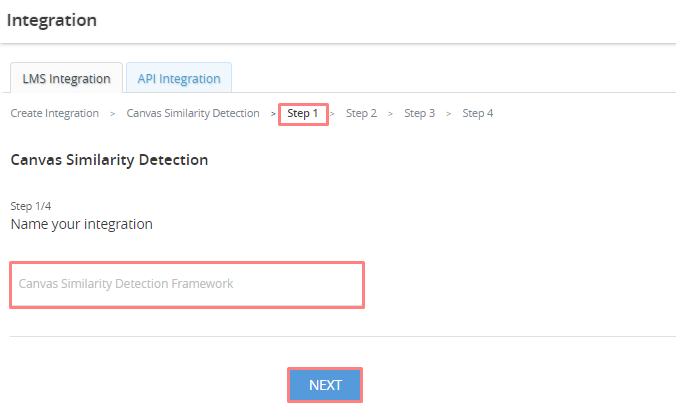 Integration
LMS Integration API Integration
Create Integration > Canvas Similarity Detection > Step 1 > Step 2 > Step 3 > Step 4
Canvas Similarity Detection
Step 1/4
Name your integration
Canvas Similarity Detection Framework
NEXT